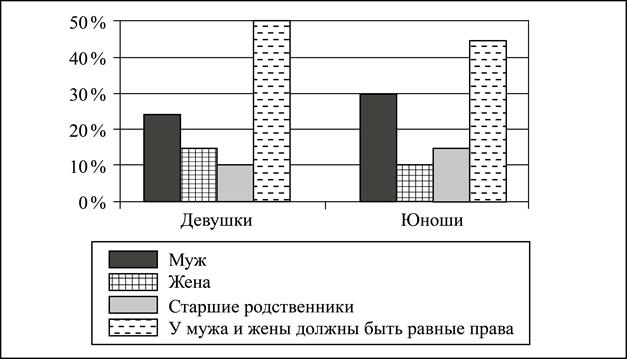 50 %
40 %
30 %
20 %
10 %
0 %
Девушки Юноши
Муж
Жена
Старшие родственники
У мужа и жены должны быть равные права